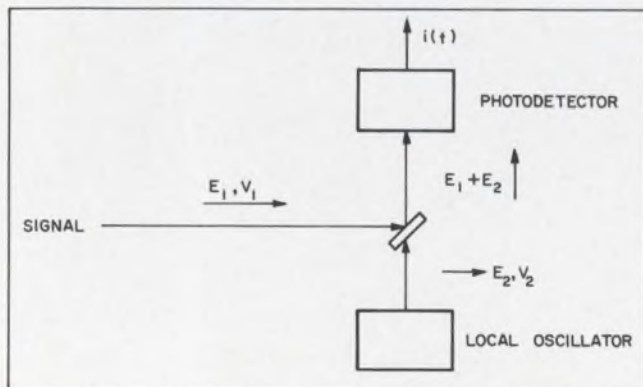 i(t)
PHOTODETECTOR
E₁ + E₂
E₁, V₁
SIGNAL
E₂, V₂
LOCAL OSCILLATOR